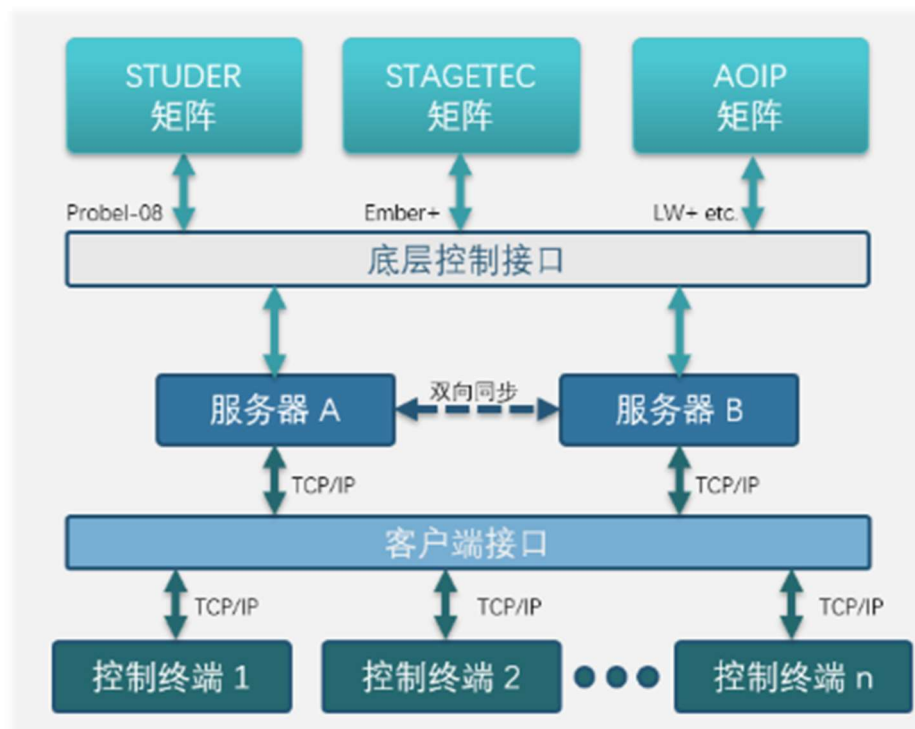 STUDER
矩阵
STAGETEC
矩阵
AOIP
矩阵
Probel-08
Ember+
LW+ etc.
底层控制接口
双向同步
服务器 A
服务器 B
TCP/IP
TCP/IP
客户端接口
TCP/IP
TCP/IP
TCP/IP
控制终端 1
控制终端 2
控制终端 n